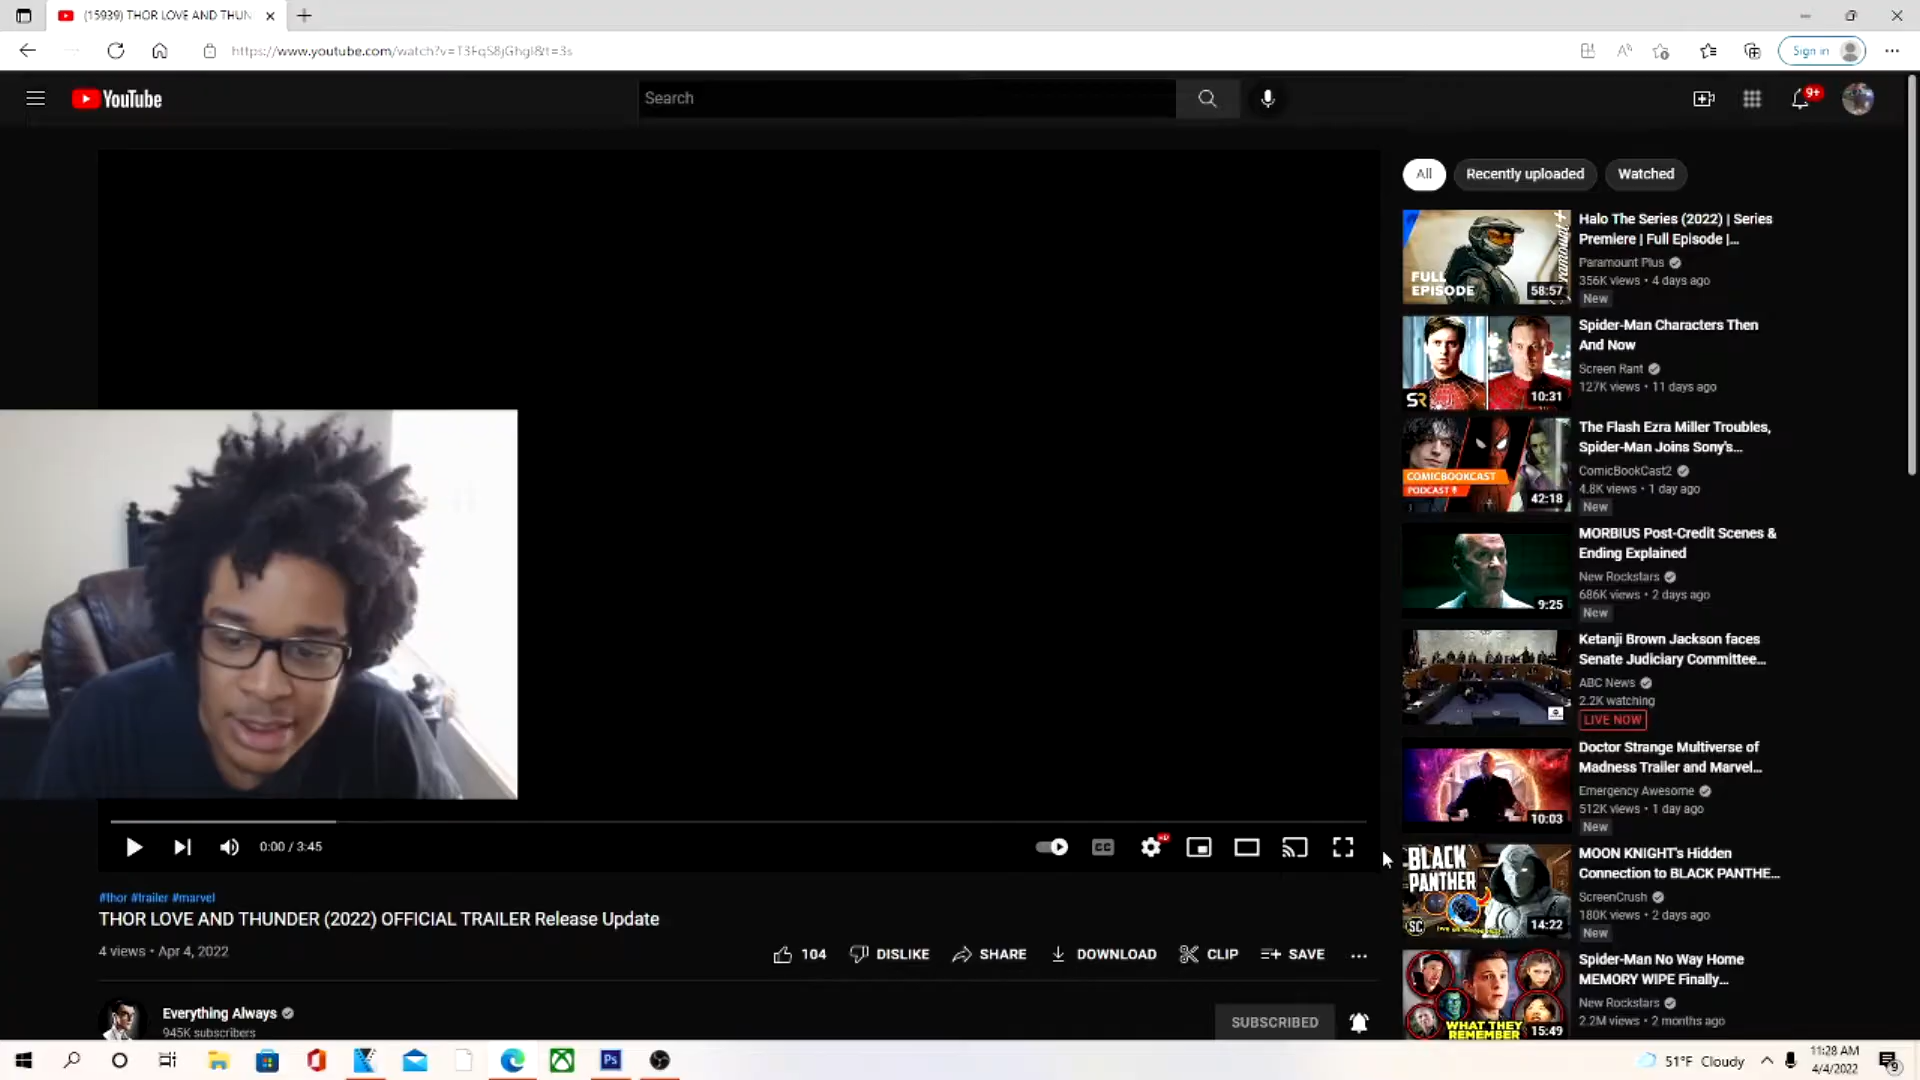 (15939) THOR LOVE AND THUN
Sign in
YouTube
Search
9+
All
Recently uploaded
Watched
FULL
EPISODE
58:57
Halo The Series (2022) | Series
Premiere | Full Episode |...
Paramount Plus
356K views • 4 days ago
New
SR
10:31
Spider-Man Characters Then
And Now
Screen Rant
127K views • 11 days ago
COMICBOOKCAST
PODCAST
42:18
The Flash Ezra Miller Troubles,
Spider-Man Joins Sony's...
ComicBookCast2
4.8K views • 1 day ago
New
9:25
MORBIUS Post-Credit Scenes &
Ending Explained
New Rockstars
686K views • 2 days ago
New
Ketanji Brown Jackson faces
Senate Judiciary Committee...
ABC News
2.2K watching
LIVE NOW
10:03
Doctor Strange Multiverse of
Madness Trailer and Marvel...
Emergency Awesome
512K views • 1 day ago
New
BLACK
PANTHER
SC
14:22
MOON KNIGHT's Hidden
Connection to BLACK PANTHE...
ScreenCrush
180K views • 2 days ago
New
WHAT THEY
REMEMBER
15:49
Spider-Man No Way Home
MEMORY WIPE Finally...
New Rockstars
2.2M views • 2 months ago
0:00 / 3:45
CC
HD
#thor #trailer #marvel
THOR LOVE AND THUNDER (2022) OFFICIAL TRAILER Release Update
4 views • Apr 4, 2022
104
DISLIKE
SHARE
DOWNLOAD
CLIP
SAVE
Everything Always
945K subscribers
SUBSCRIBED
Ps
51°F Cloudy
11:28 AM
4/4/2022
9